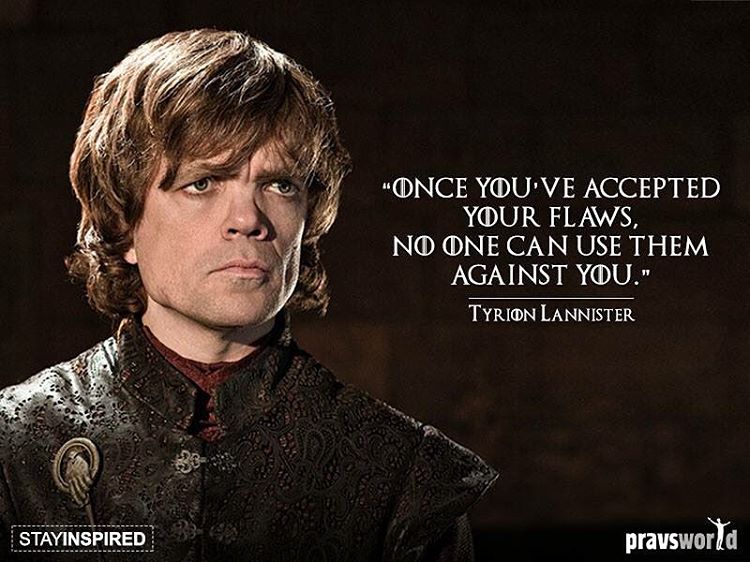 “ONCE YOU'VE ACCEPTED
YOUR FLAWS,
NO ONE CAN USE THEM
AGAINST YOU.”
TYRION LANNISTER
STAYINSPIRED
pravsworld